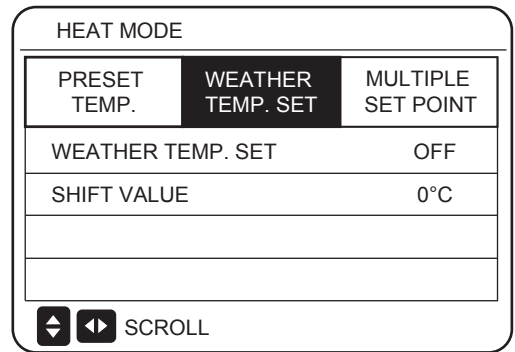 HEAT MODE
PRESET TEMP.
WEATHER TEMP. SET
MULTIPLE SET POINT
WEATHER TEMP. SET OFF
SHIFT VALUE 0°C
SCROLL